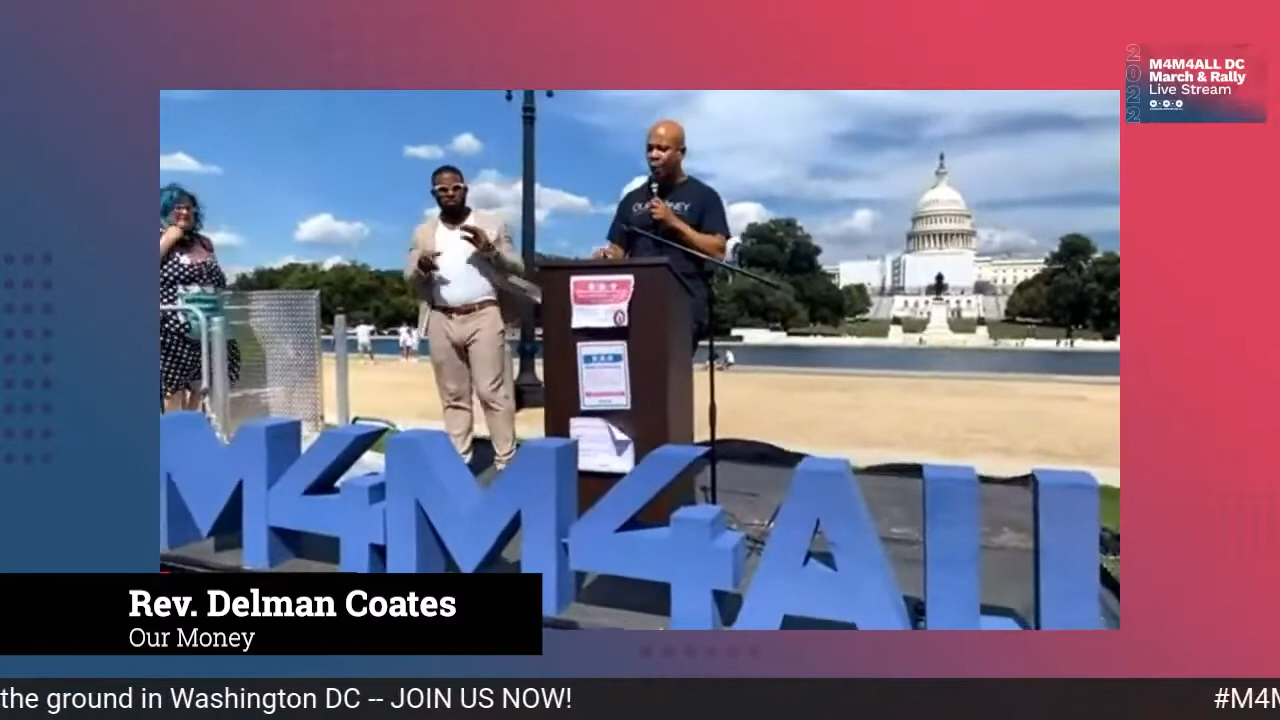 2022
M4M4ALL DC
March & Rally
Live Stream
M4M4ALL
Rev. Delman Coates
Our Money
the ground in Washington DC -- JOIN US NOW!
#M4M